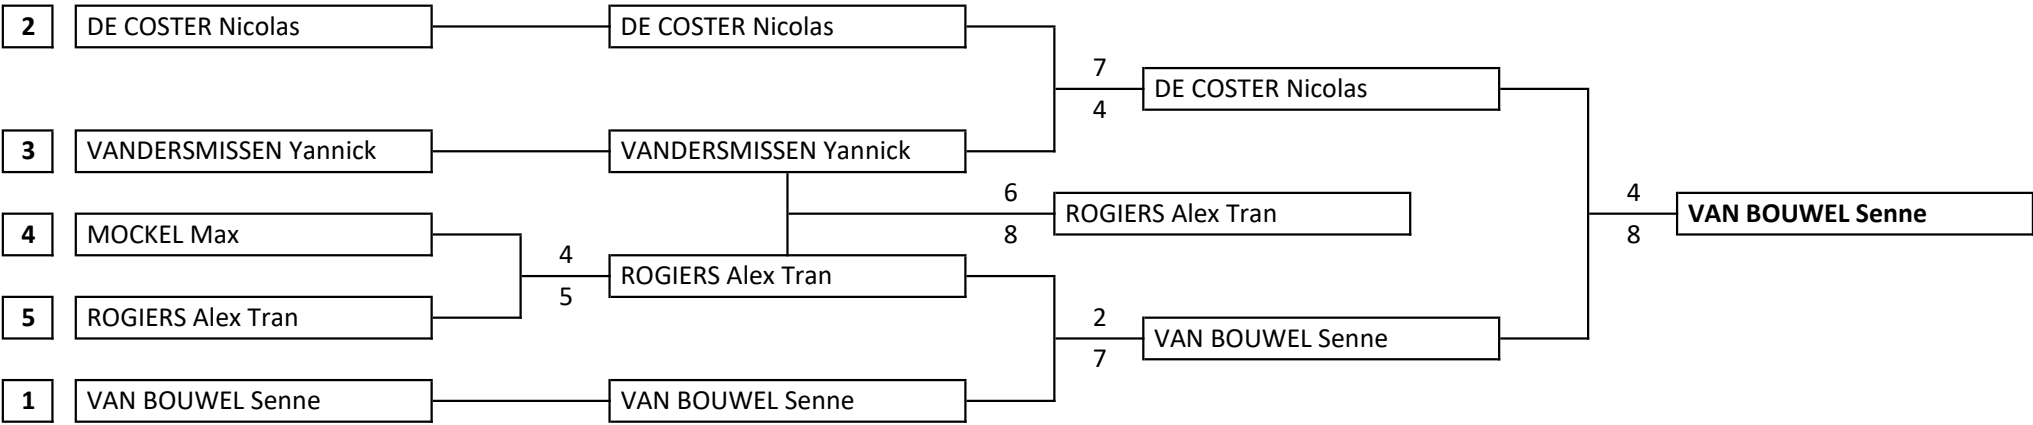 2 DE COSTER Nicolas DE COSTER Nicolas
7 DE COSTER Nicolas
4
3 VANDERSMISSEN Yannick VANDERSMISSEN Yannick
6 ROGIERS Alex Tran 4 VAN BOUWEL Senne
4 MOCKEL Max 8 8
4 ROGIERS Alex Tran
5
5 ROGIERS Alex Tran 2 VAN BOUWEL Senne
7
1 VAN BOUWEL Senne VAN BOUWEL Senne